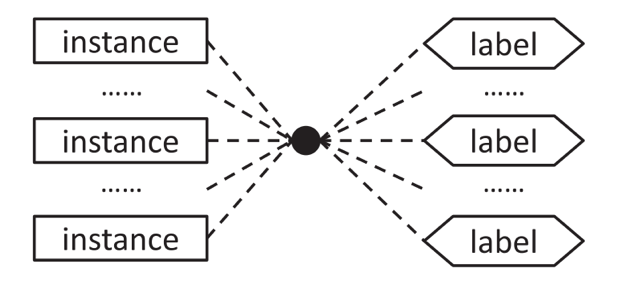 instance
label
……
……
instance
label
……
……
instance
label